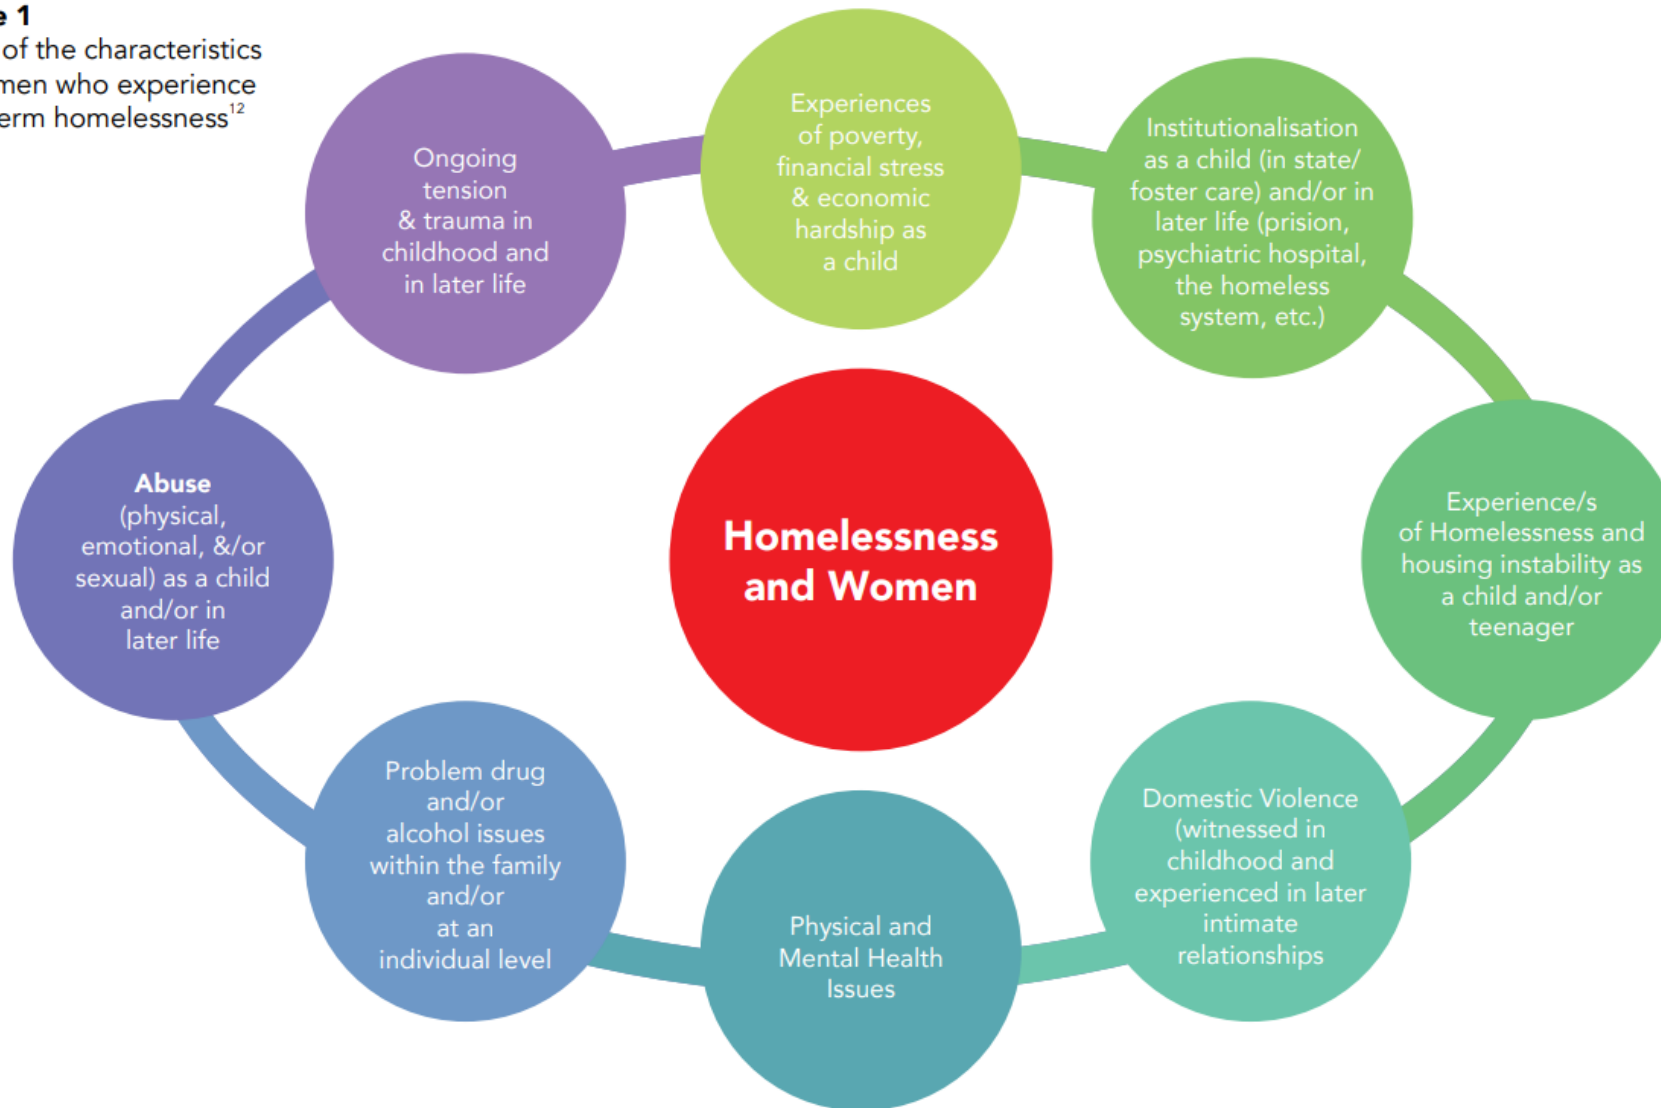 e 1
of the characteristics
men who experience
erm homelessness12
Experiences
of poverty,
financial stress
& economic
hardship as
a child
Institutionalisation
as a child (in state/
foster care) and/or in
later life (prision,
psychiatric hospital,
the homeless
system, etc.)
Experience/s
of Homelessness and
housing instability as
a child and/or
teenager
Domestic Violence
(witnessed in
childhood and
experienced in later
intimate
relationships
Physical and
Mental Health
Issues
Problem drug
and/or
alcohol issues
within the family
and/or
at an
individual level
Abuse
(physical,
emotional, &/or
sexual) as a child
and/or in
later life
Ongoing
tension
& trauma in
childhood and
in later life
Homelessness
and Women